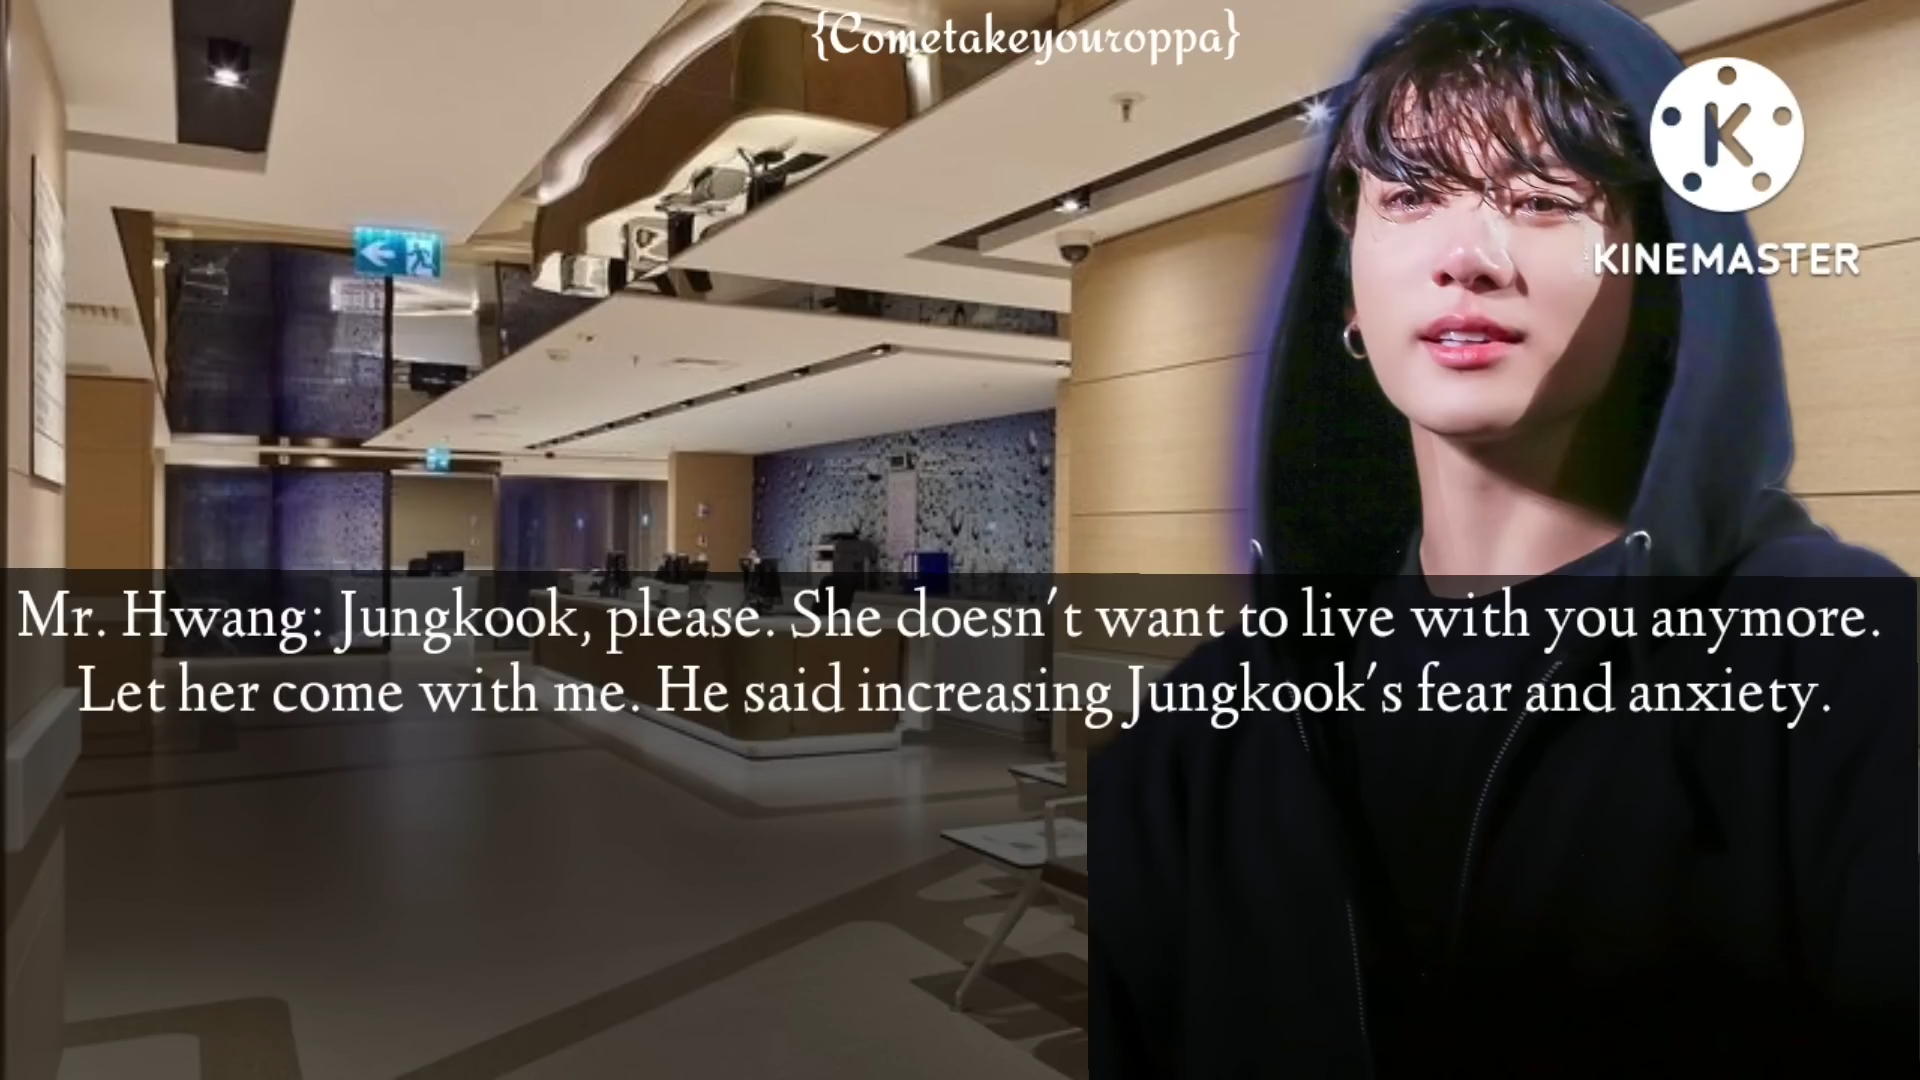 {Cometakeyouroppa}
K
KINEMASTER
Mr. Hwang: Jungkook, please. She doesn't want to live with you anymore.
Let her come with me. He said increasing Jungkook's fear and anxiety.